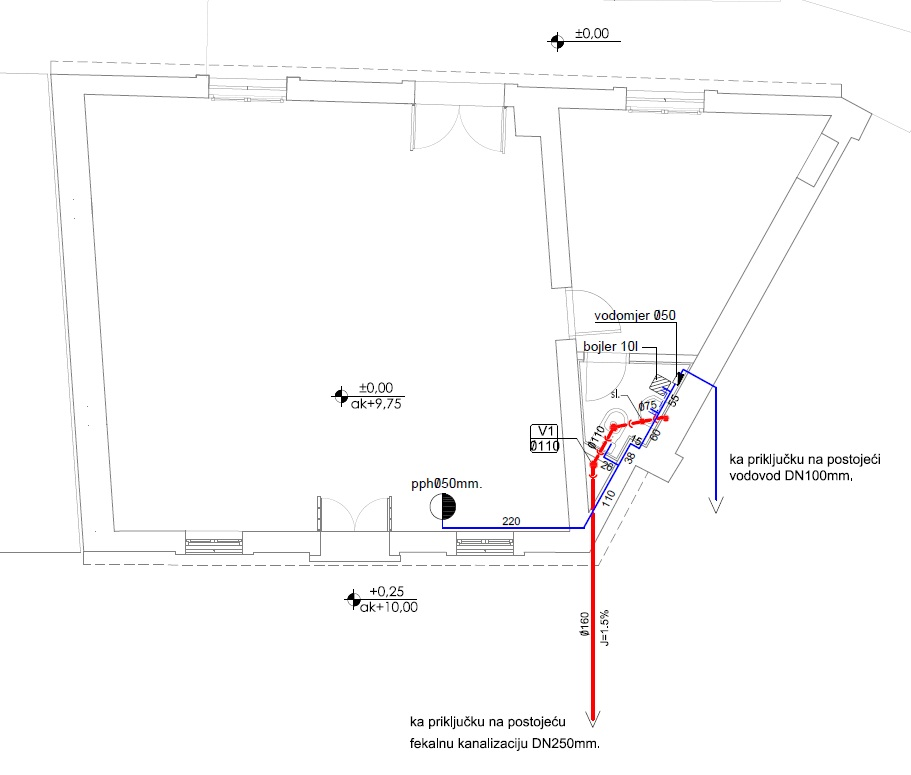 ±0,00
vodomjer Ø50
bojler 10l
sl.
±0,00
ak+9,75
Ø75
55
V1
Ø110
Ø110
15
60
38
26
110
ka priključku na postojeći
vodovod DN100mm,
pphØ50mm.
220
+0,25
ak+10,00
Ø160
J=1.5%
ka priključku na postojeću
fekalnu kanalizaciju DN250mm.